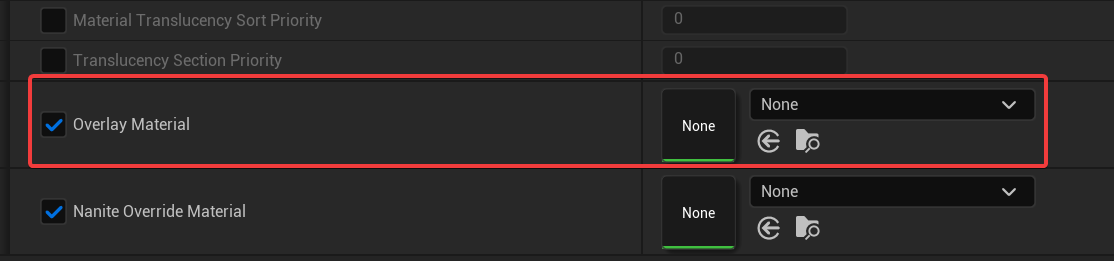 Material Translucency Sort Priority 0
Translucency Section Priority 0
Overlay Material None None
Nanite Override Material None None